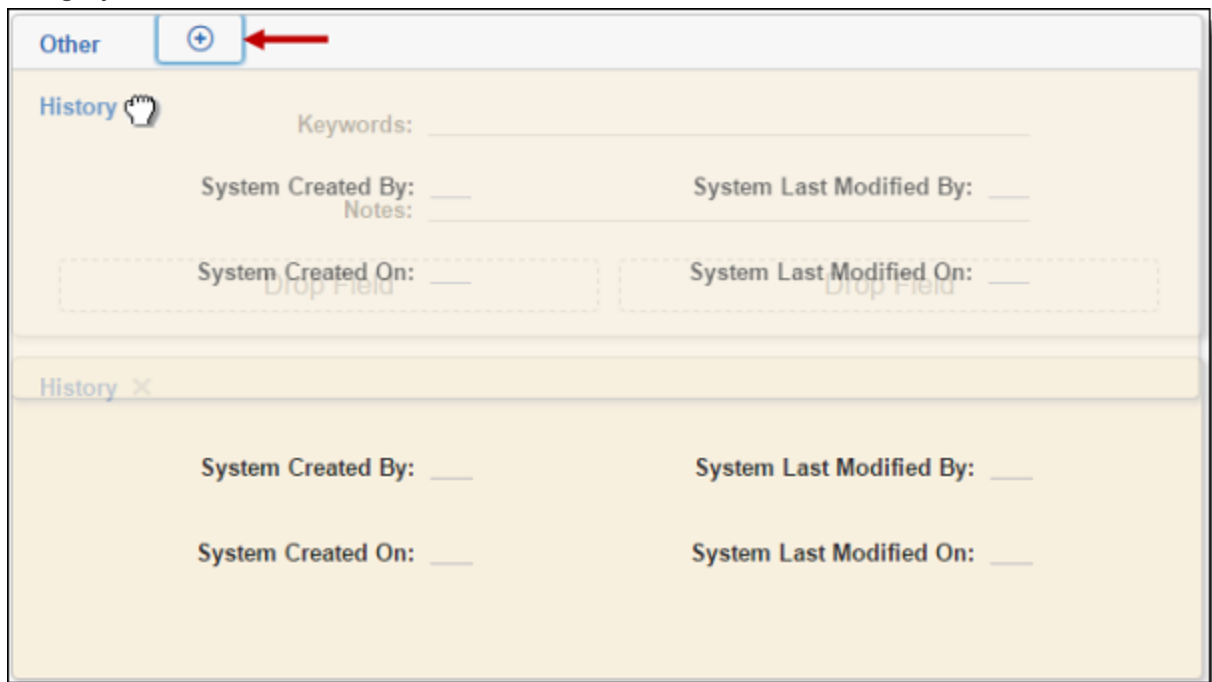 Other
History
Keywords:
System Created By: System Last Modified By:
Notes:
System Created On: System Last Modified On:
Drop Field Drop Field
History
System Created By: System Last Modified By:
System Created On: System Last Modified On: